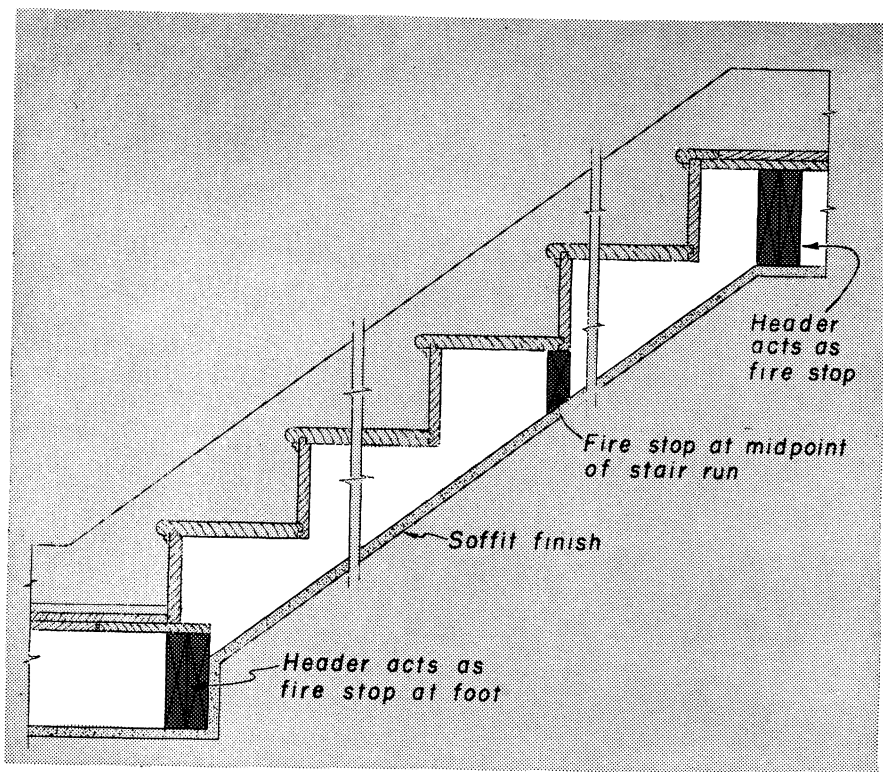 Header
acts as
fire stop
Fire stop at midpoint
of stair run
Soffit finish
Header acts as
fire stop at foot